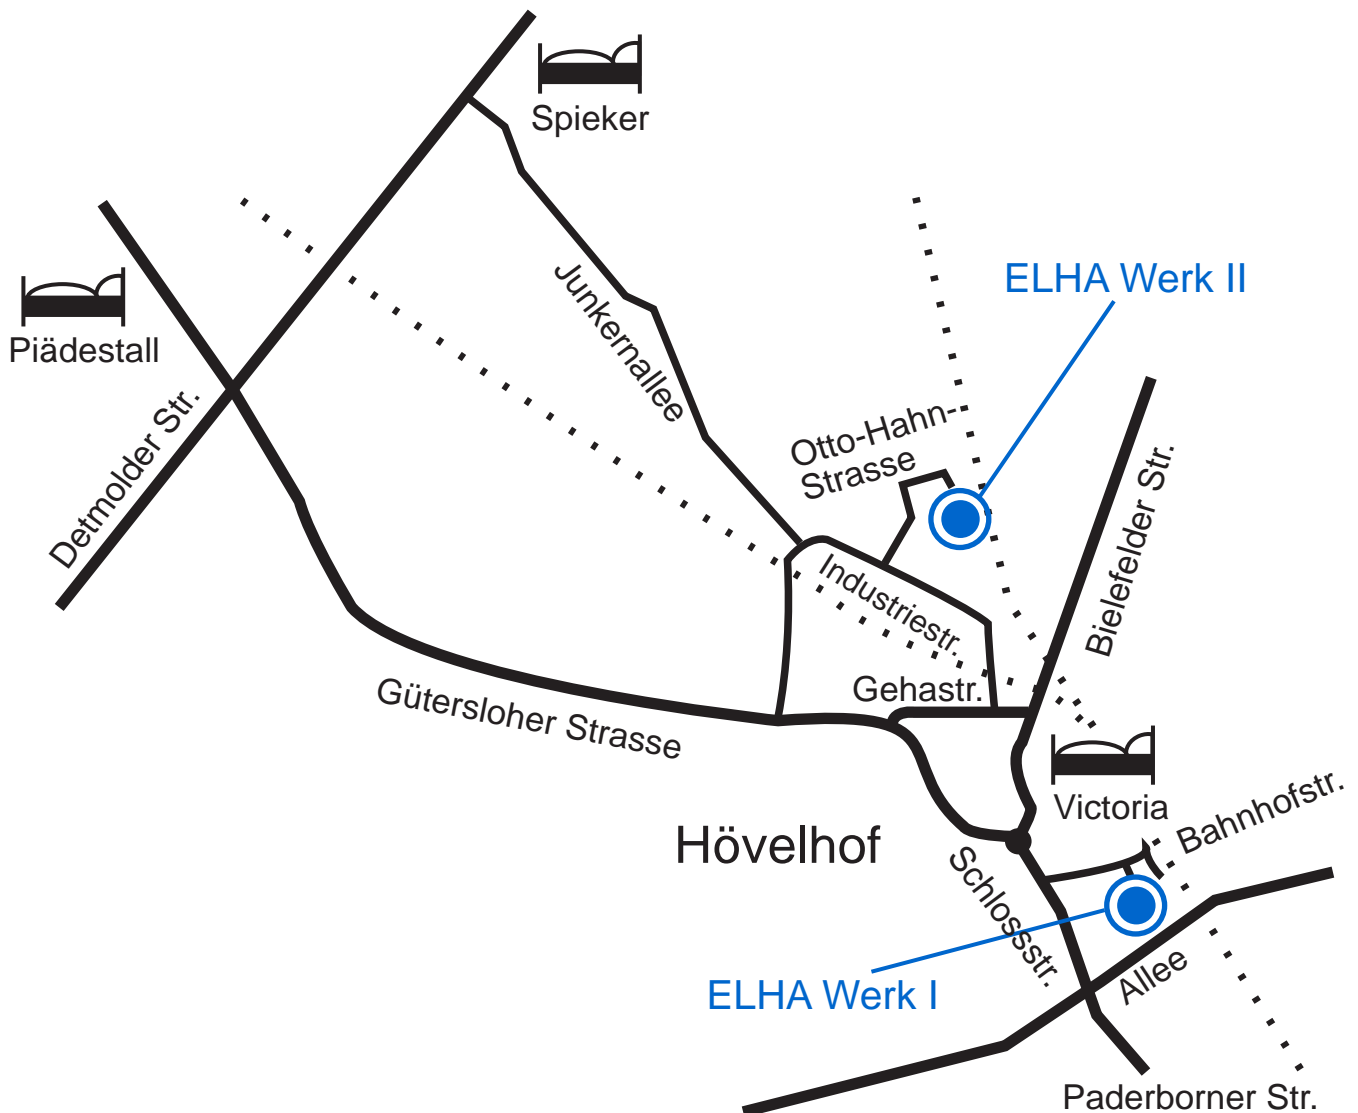 Spieker
ELHA Werk II
Junkernallee
Piädestall
Detmolder Str.
Otto-Hahn-
Strasse
Bielefelder Str.
Industriestr.
Gehastr.
Gütersloher Strasse
Victoria
Bahnhofstr.
Hövelhof
Schlossstr.
Allee
ELHA Werk I
Paderborner Str.